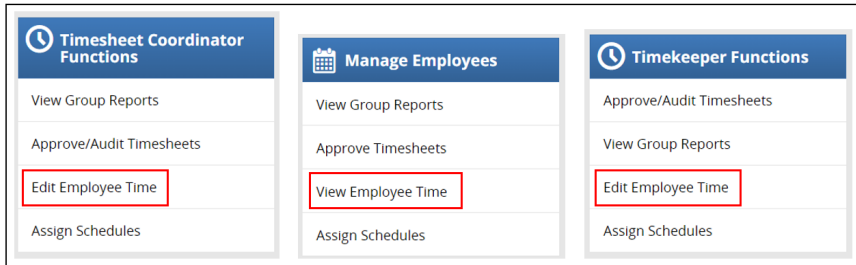 Timesheet Coordinator
Functions
View Group Reports
Approve/Audit Timesheets
Edit Employee Time
Assign Schedules
Manage Employees
View Group Reports
Approve Timesheets
View Employee Time
Assign Schedules
Timekeeper Functions
Approve/Audit Timesheets
View Group Reports
Edit Employee Time
Assign Schedules